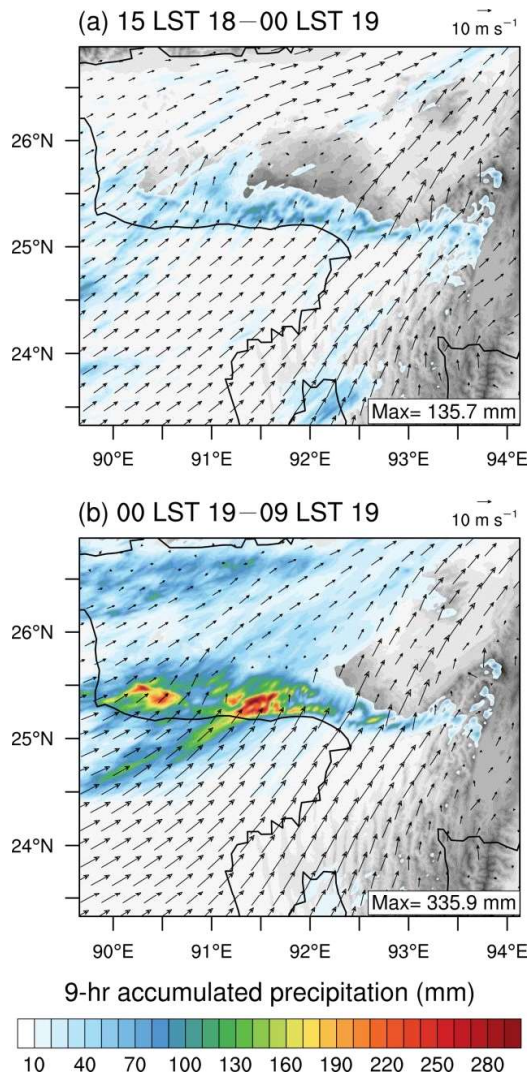 (a) 15 LST 18−00 LST 19
10 m s⁻¹
26°N
25°N
24°N
Max= 135.7 mm
90°E 91°E 92°E 93°E 94°E
(b) 00 LST 19−09 LST 19
10 m s⁻¹
26°N
25°N
24°N
Max= 335.9 mm
90°E 91°E 92°E 93°E 94°E
9-hr accumulated precipitation (mm)
10 40 70 100 130 160 190 220 250 280